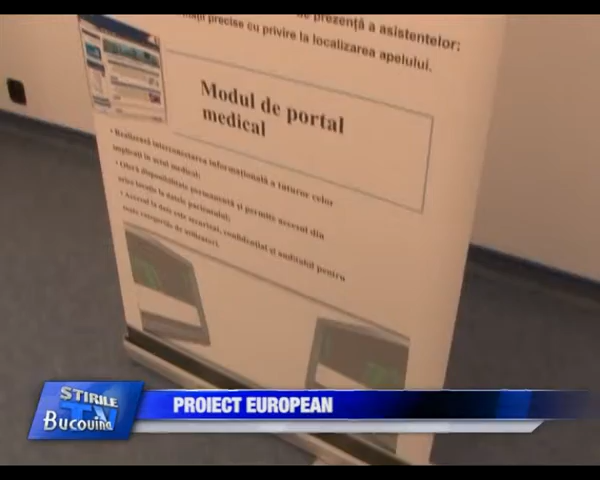 de prezență a asistentelor;
precise cu privire la localizarea apelului.
Modul de portal
medical
• Realizează interconectarea informațională a tuturor celor
implicați în actul medical;
• Oferă disponibilitate permanentă și permite accesul din
orice locație la datele pacientului;
• Accesul la date este securizat, confidențial și auditabil pentru
toate categoriile de utilizatori.
ȘTIRILE
TV
Bucovina
PROIECT EUROPEAN